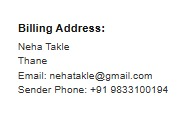 Billing Address:
Neha Takle
Thane
Email: nehatakle@gmail.com
Sender Phone: +91 9833100194